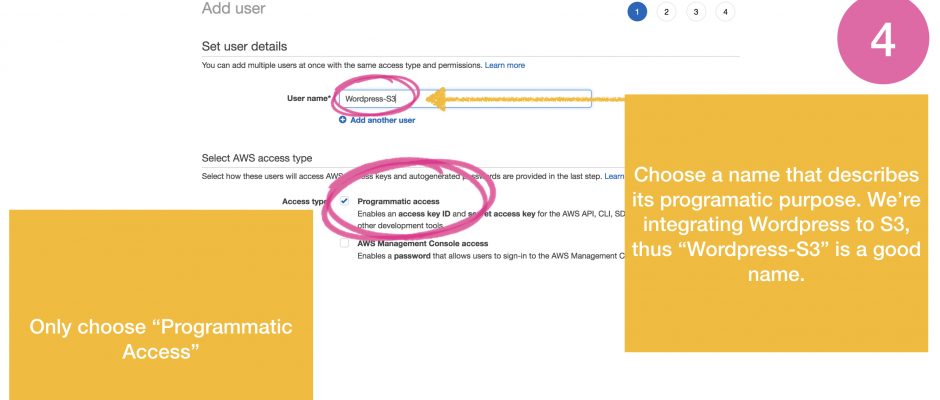 Add user
1 2 3 4
4
Set user details
You can add multiple users at once with the same access type and permissions. Learn more
User name*
Wordpress-S3
Add another user
Select AWS access type
Select how these users will access AWS keys and autogenerated passwords are provided in the last step. Learn
Access type
Programmatic access
Enables an access key ID and secret access key for the AWS API, CLI, SD
other development tools
AWS Management Console access
Enables a password that allows users to sign-in to the AWS Management C
Choose a name that describes
its programatic purpose. We're
integrating Wordpress to S3,
thus “Wordpress-S3” is a good
name.
Only choose “Programmatic
Access”